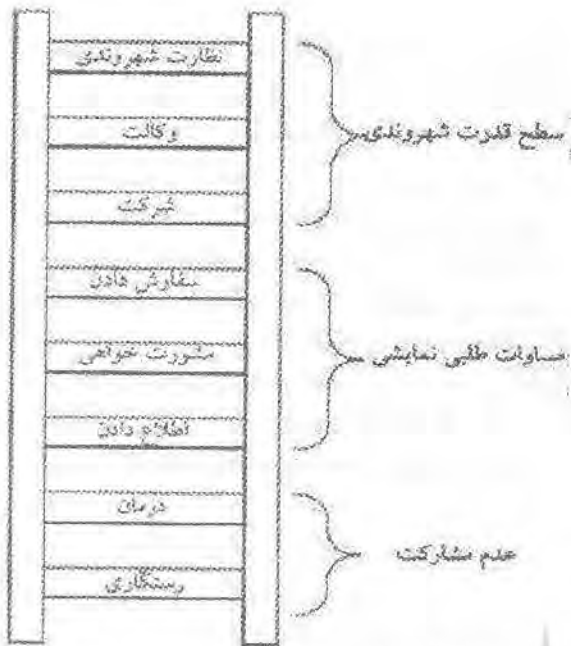 نظارت شهروندی
وکالت
سطح قدرت شهروندی
شرکت
سفارش دادن
مشورت خواهی
مساوات طلبی نمایشی
اطلاع دادن
درمان
عدم مشارکت
رستگاری